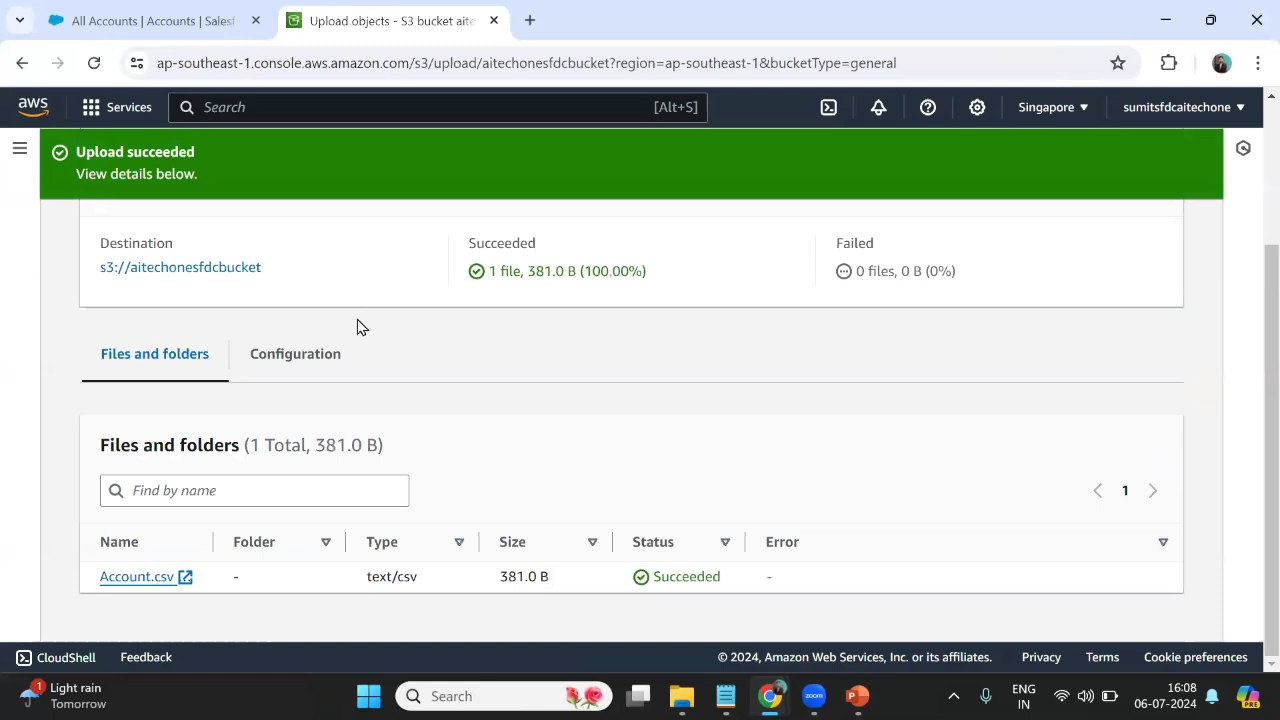 All Accounts | Accounts | Salesf
Upload objects - S3 bucket aite
ap-southeast-1.console.aws.amazon.com/s3/upload/aitechonesfdcbucket?region=ap-southeast-1&bucketType=general
aws
Services
Search
[Alt+S]
Singapore
sumitsfdcaitechone
Upload succeeded
View details below.
Destination
Succeeded
Failed
s3://aitechonesfdcbucket
1 file, 381.0 B (100.00%)
0 files, 0 B (0%)
Files and folders
Configuration
Files and folders (1 Total, 381.0 B)
Find by name
1
Name
Folder
Type
Size
Status
Error
Account.csv
-
text/csv
381.0 B
Succeeded
-
CloudShell
Feedback
© 2024, Amazon Web Services, Inc. or its affiliates.
Privacy
Terms
Cookie preferences
1
Light rain
Tomorrow
Search
zoom
ENG
IN
16:08
06-07-2024
PRE